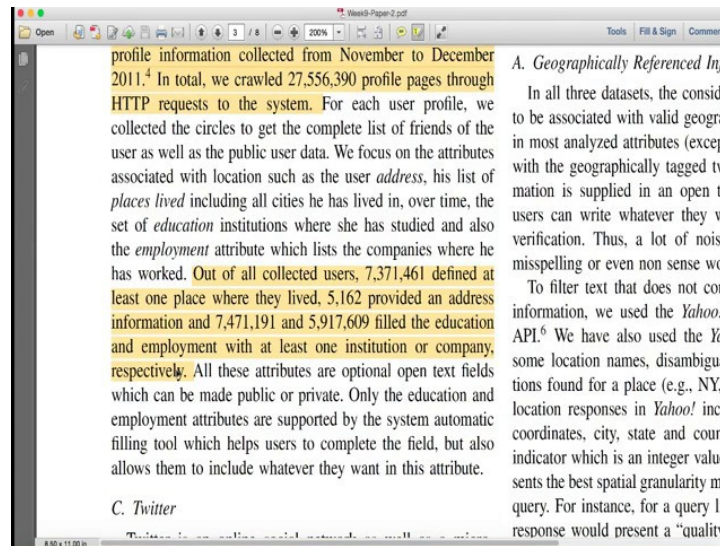 Week9-Paper-2.pdf
Open
3 / 8
200%
Tools Fill & Sign Commen
profile information collected from November to December
2011.4 In total, we crawled 27,556,390 profile pages through
HTTP requests to the system. For each user profile, we
collected the circles to get the complete list of friends of the
user as well as the public user data. We focus on the attributes
associated with location such as the user address, his list of
places lived including all cities he has lived in, over time, the
set of education institutions where she has studied and also
the employment attribute which lists the companies where he
has worked. Out of all collected users, 7,371,461 defined at
least one place where they lived, 5,162 provided an address
information and 7,471,191 and 5,917,609 filled the education
and employment with at least one institution or company,
respectively. All these attributes are optional open text fields
which can be made public or private. Only the education and
employment attributes are supported by the system automatic
filling tool which helps users to complete the field, but also
allows them to include whatever they want in this attribute.
C. Twitter
Twitter is an online social network as well as a micro-
A. Geographically Referenced In
In all three datasets, the consid
to be associated with valid geogra
in most analyzed attributes (excep
with the geographically tagged tw
mation is supplied in an open t
users can write whatever they w
verification. Thus, a lot of nois
misspelling or even non sense wo
To filter text that does not con
information, we used the Yahoo!
API.6 We have also used the Ya
some location names, disambigua
tions found for a place (e.g., NY,
location responses in Yahoo! inc
coordinates, city, state and coun
indicator which is an integer value
sents the best spatial granularity m
query. For instance, for a query l
response would present a "quality
8.50 x 11.00 in